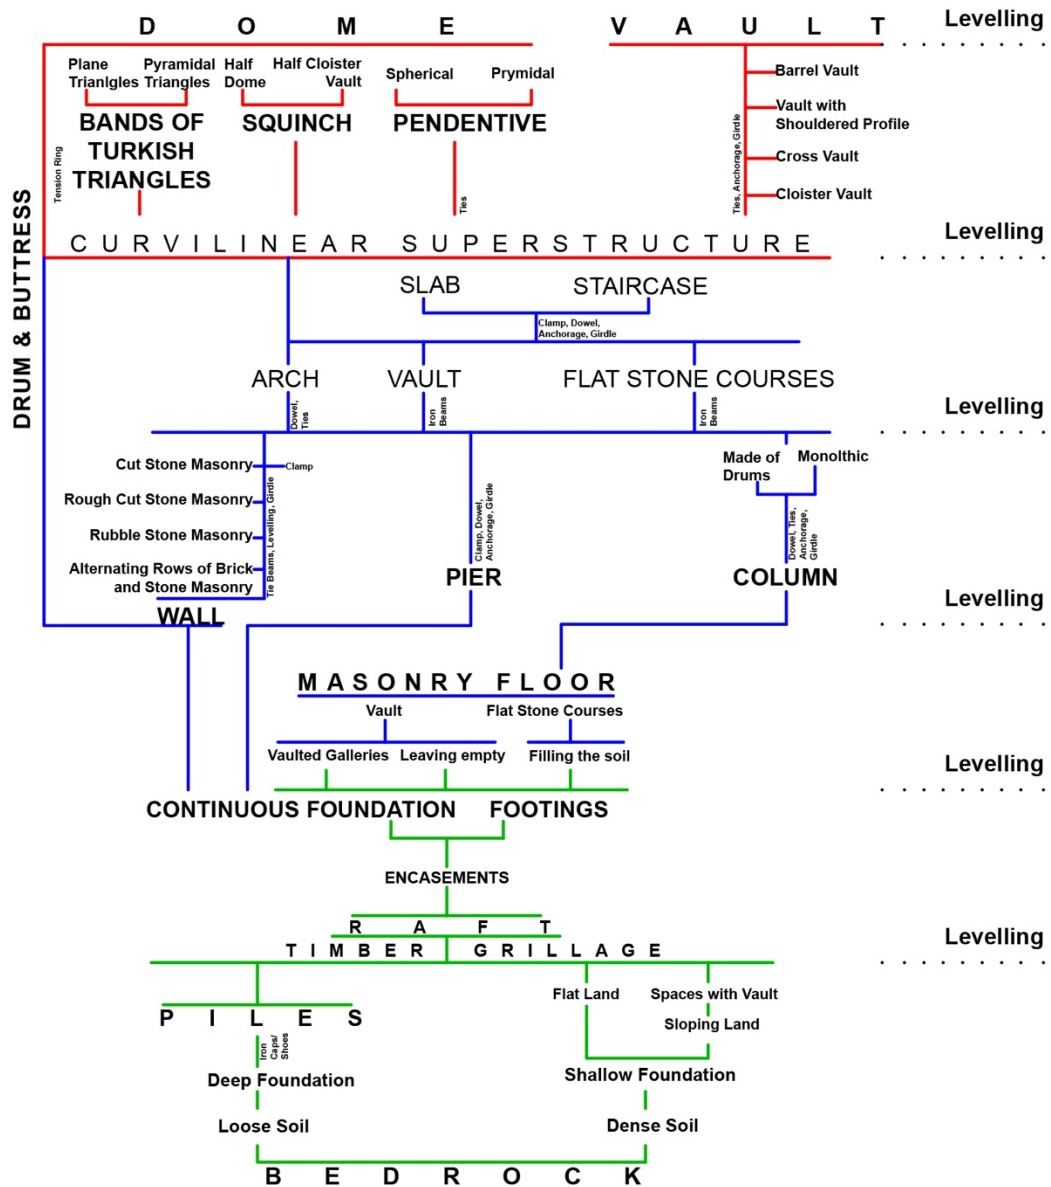 D O M E
V A U L T
Levelling
Plane
Trianlgles
Pyramidal
Triangles
Half
Dome
Half Cloister
Vault
Spherical
Prymidal
BANDS OF
TURKISH
TRIANGLES
SQUINCH
PENDENTIVE
Barrel Vault
Vault with
Shouldered Profile
Cross Vault
Cloister Vault
Ties, Anchorage, Girdle
Tension Ring
Ties
DRUM & BUTTRESS
C U R V I L I N E A R S U P E R S T R U C T U R E
Levelling
SLAB
STAIRCASE
Clamp, Dowel,
Anchorage, Girdle
ARCH
VAULT
FLAT STONE COURSES
Dowel,
Ties
Iron
Beams
Iron
Beams
Levelling
Cut Stone Masonry
Clamp
Rough Cut Stone Masonry
Rubble Stone Masonry
Alternating Rows of Brick
and Stone Masonry
Tie Beams, Levelling, Girdle
WALL
Clamp, Dowel,
Anchorage, Girdle
PIER
Made of
Drums
Monolthic
Dowel, Ties,
Anchorage,
Girdle
COLUMN
Levelling
M A S O N R Y F L O O R
Vault
Flat Stone Courses
Vaulted Galleries
Leaving empty
Filling the soil
Levelling
CONTINUOUS FOUNDATION
FOOTINGS
ENCASEMENTS
R A F T
T I M B E R G R I L L A G E
Levelling
P I L E S
Iron
Caps/
Shoes
Flat Land
Spaces with Vault
Sloping Land
Deep Foundation
Shallow Foundation
Loose Soil
Dense Soil
B E D R O C K